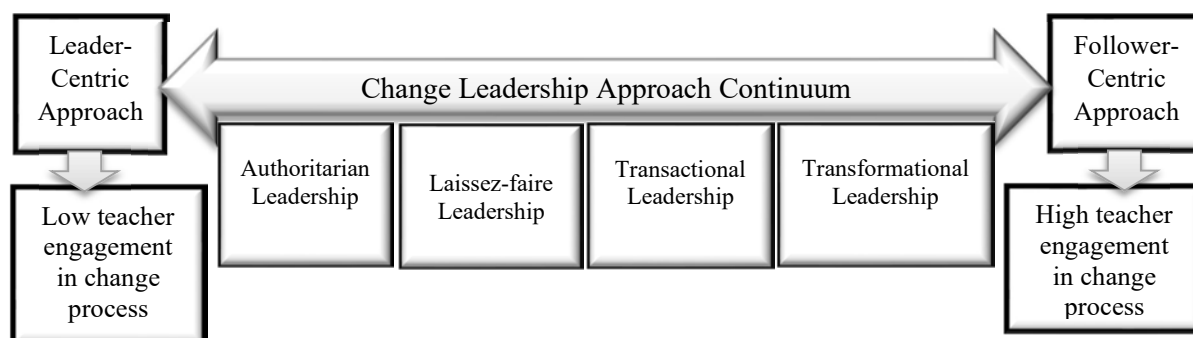 Leader-
Centric
Approach
Change Leadership Approach Continuum
Follower-
Centric
Approach
Authoritarian
Leadership
Laissez-faire
Leadership
Transactional
Leadership
Transformational
Leadership
Low teacher
engagement
in change
process
High teacher
engagement
in change
process